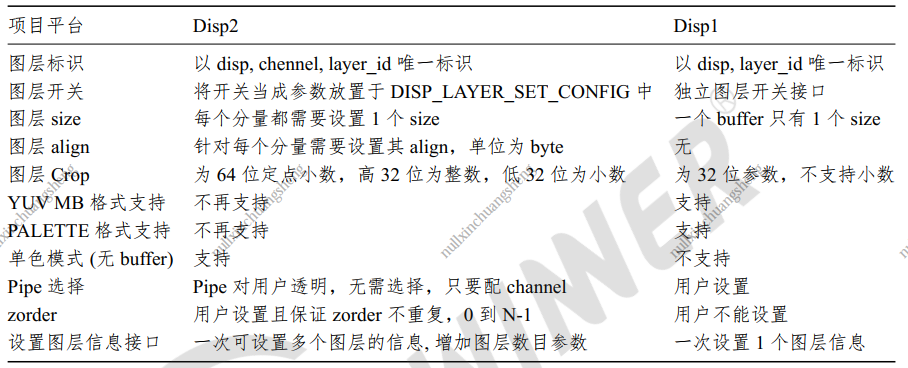 项目平台 Disp2 Disp1
图层标识 以 disp, chennel, layer_id 唯一标识 以 disp, layer_id 唯一标识
图层开关 将开关当成参数放置于 DISP_LAYER_SET_CONFIG 中 独立图层开关接口
图层 size 每个分量都需要设置 1 个 size 一个 buffer 只有 1 个 size
图层 align 针对每个分量需要设置其 align，单位为 byte 无
图层 Crop 为 64 位定点小数，高 32 位为整数，低 32 位为小数 为 32 位参数，不支持小数
YUV MB 格式支持 不再支持 支持
PALETTE 格式支持 不再支持 支持
单色模式 (无 buffer) 支持 不支持
Pipe 选择 Pipe 对用户透明，无需选择，只要配 channel 用户设置
zorder 用户设置且保证 zorder 不重复，0 到 N-1 用户不能设置
设置图层信息接口 一次可设置多个图层的信息, 增加图层数目参数 一次设置 1 个图层信息
nullxinchuangsheng
nullxinchuangsheng
nullxinchuangsheng
WINNER
®